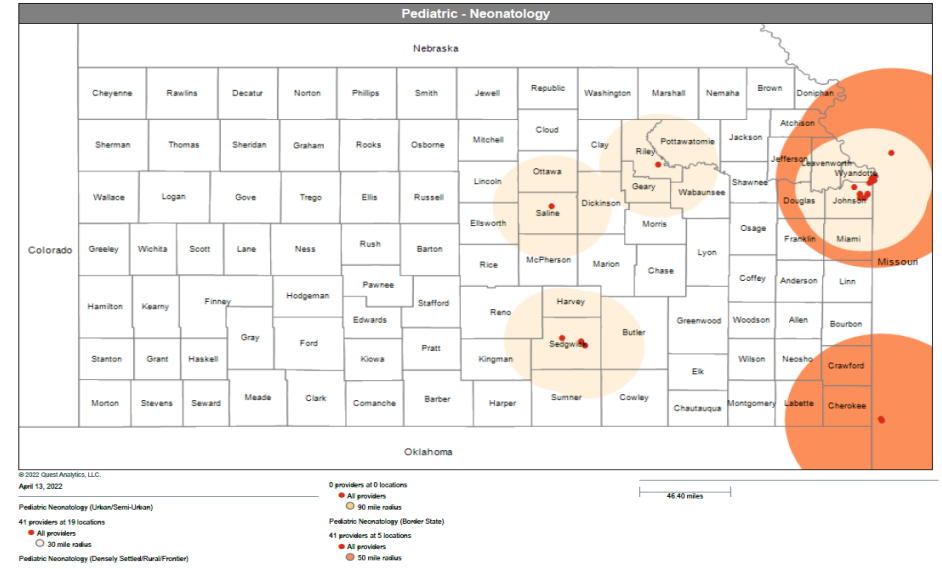 Pediatric - Neonatology
Nebraska
Cheyenne Rawlins Decatur Norton Phillips Smith Jewell Republic Washington Marshall Nemaha Brown Doniphan
Atchison
Sherman Thomas Sheridan Graham Rooks Osborne Mitchell Cloud Clay Riley Pottawatomie Jackson
Jefferson Leavenworth
Wyandotte
Wallace Logan Gove Trego Ellis Russell Lincoln Ottawa Dickinson Geary Wabaunsee Shawnee Douglas Johnson
Saline
Ellsworth Morris Osage
Colorado Greeley Wichita Scott Lane Ness Rush Barton Rice McPherson Marion Chase Lyon Franklin Miami
Missouri
Hamilton Kearny Finney Hodgeman Pawnee Stafford Reno Harvey Coffey Anderson Linn
Edwards
Gray Ford Butler Greenwood Woodson Allen Bourbon
Stanton Grant Haskell Kiowa Pratt Kingman Sedgwick Elk Wilson Neosho Crawford
Morton Stevens Seward Meade Clark Comanche Barber Harper Sumner Cowley Chautauqua Montgomery Labette Cherokee
Oklahoma
© 2022 Quest Analytics, LLC.
April 13, 2022
Pediatric Neonatology (Urban/Semi-Urban)
41 providers at 19 locations
All providers
30 mile radius
Pediatric Neonatology (Densely Settled/Rural/Frontier)
0 providers at 0 locations
All providers
90 mile radius
Pediatric Neonatology (Border State)
41 providers at 5 locations
All providers
50 mile radius
46.40 miles